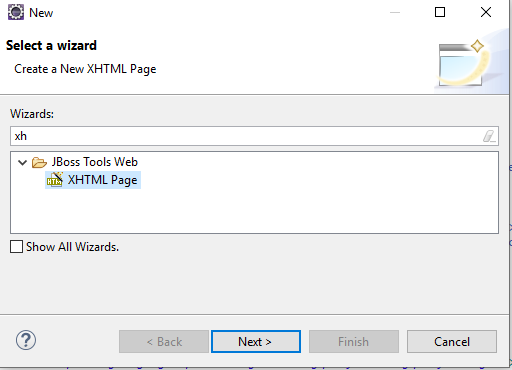 New
Select a wizard
Create a New XHTML Page
Wizards:
xh
JBoss Tools Web
XHTML Page
Show All Wizards.
?
< Back
Next >
Finish
Cancel